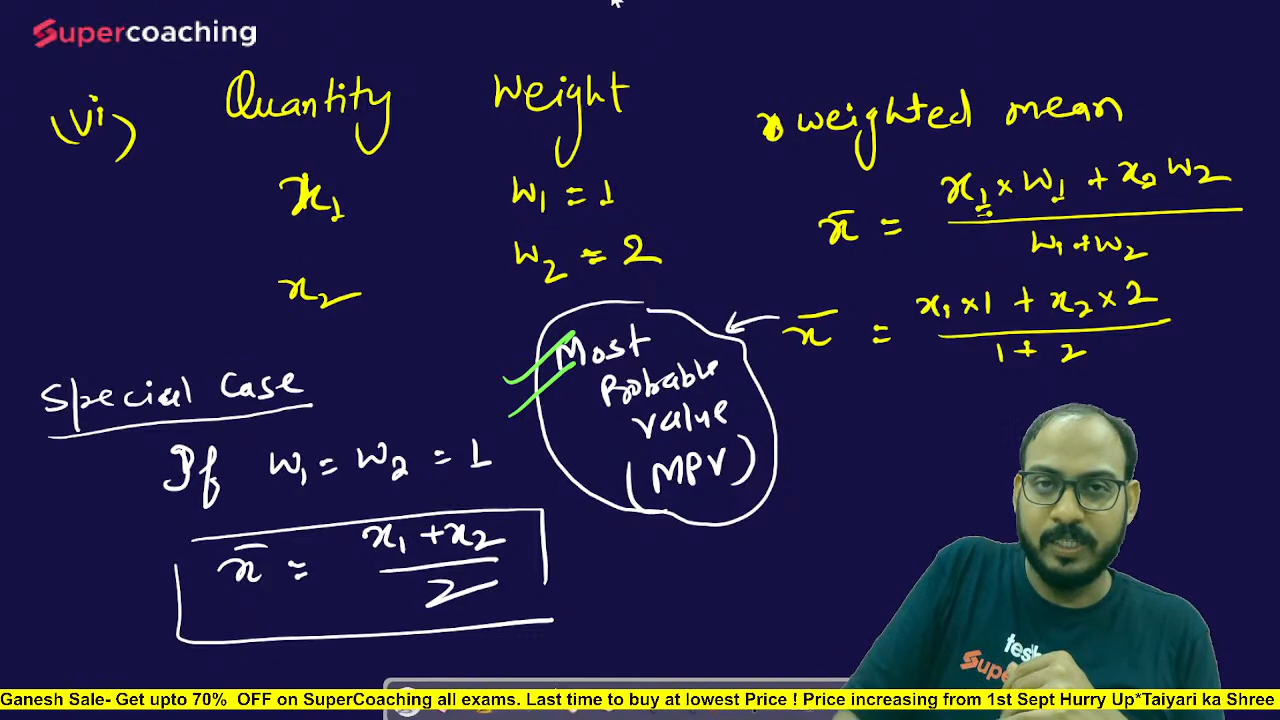 Supercoaching
(vi) Quantity Weight weighted mean
x₁ w₁ = 1 x̄ = x₁ × w₁ + x₂ w₂ / w₁ + w₂
x₂ w₂ = 2
x̄ = x₁ × 1 + x₂ × 2 / 1 + 2
Most
Probable
value
(MPV)
Special Case
If w₁ = w₂ = 1
x̄ = x₁ + x₂ / 2
Ganesh Sale- Get upto 70% OFF on SuperCoaching all exams. Last time to buy at lowest Price ! Price increasing from 1st Sept Hurry Up*Taiyari ka Shree